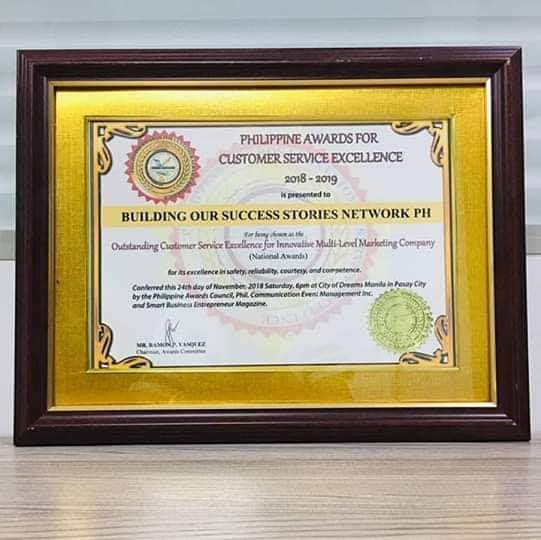 PHILIPPINE AWARDS FOR
CUSTOMER SERVICE EXCELLENCE
2018 - 2019
is presented to
BUILDING OUR SUCCESS STORIES NETWORK PH
For being chosen as the
Outstanding Customer Service Excellence for Innovative Multi-Level Marketing Company
(National Awards)
for its excellence in safety, reliability, courtesy, and competence.
Conferred this 24th day of November, 2018 Saturday, 6pm at City of Dreams Manila in Pasay City
by the Philippine Awards Council, Phil. Communication Event Management Inc.
and Smart Business Entrepreneur Magazine.
MR. RAMON P. VASQUEZ
Chairman, Awards Committee